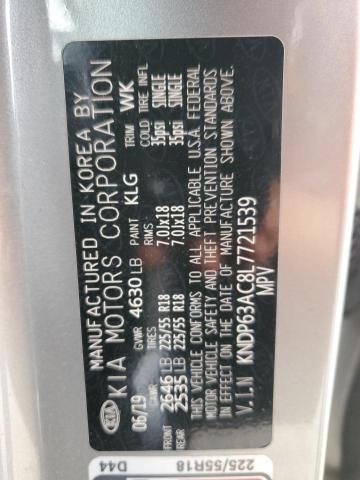 MANUFACTURED IN KOREA BY
KIA KIA MOTORS CORPORATION
06/19 GVWR 4630 LB PAINT KLG TRIM WK
GAWR TIRES RIMS COLD TIRE INFL
FRONT 2646 LB 225/55 R18 7.0JX18 35psi SINGLE
REAR 2535 LB 225/55 R18 7.0JX18 35psi SINGLE
THIS VEHICLE CONFORMS TO ALL APPLICABLE U.S.A. FEDERAL
MOTOR VEHICLE SAFETY AND THEFT PREVENTION STANDARDS
IN EFFECT ON THE DATE OF MANUFACTURE SHOWN ABOVE.
V.I.N KNDP63AC8L7721539
MPV
D44 225/55R18